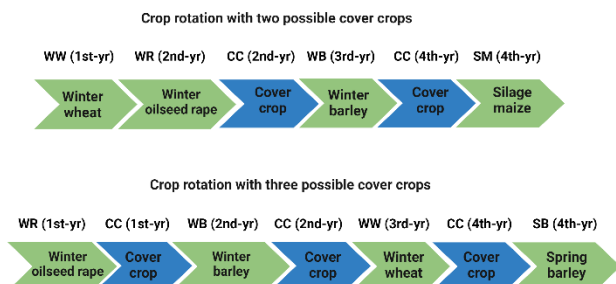 Crop rotation with two possible cover crops
WW (1st-yr) WR (2nd-yr) CC (2nd-yr) WB (3rd-yr) CC (4th-yr) SM (4th-yr)
Winter Winter Cover Winter Cover Silage
wheat oilseed rape crop barley crop maize
Crop rotation with three possible cover crops
WR (1st-yr) CC (1st-yr) WB (2nd-yr) CC (2nd-yr) WW (3rd-yr) CC (4th-yr) SB (4th-yr)
Winter Cover Winter Cover Winter Cover Spring
oilseed rape crop barley crop wheat crop barley